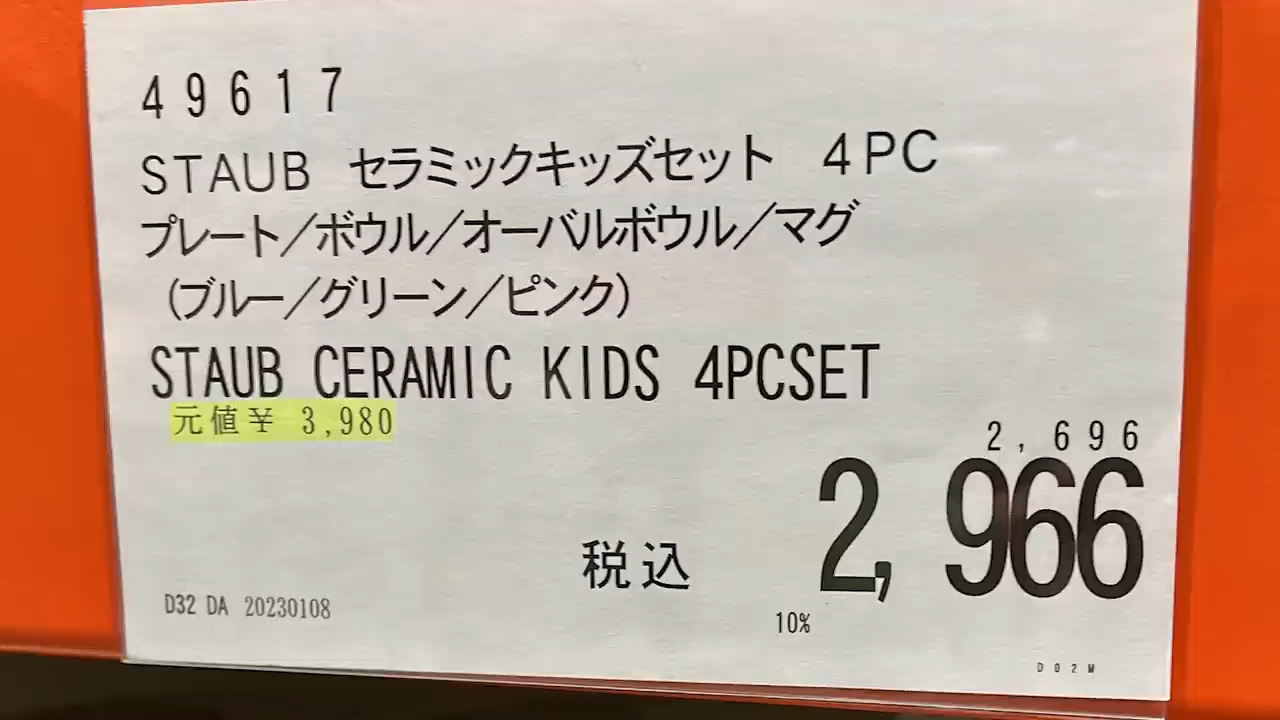 49617
STAUB セラミックキッズセット 4PC
プレート／ボウル／オーバルボウル／マグ
（ブルー／グリーン／ピンク）
STAUB CERAMIC KIDS 4PCSET
元値¥ 3,980
2,696
税込 2,966
10%
D32 DA 20230108
D02M